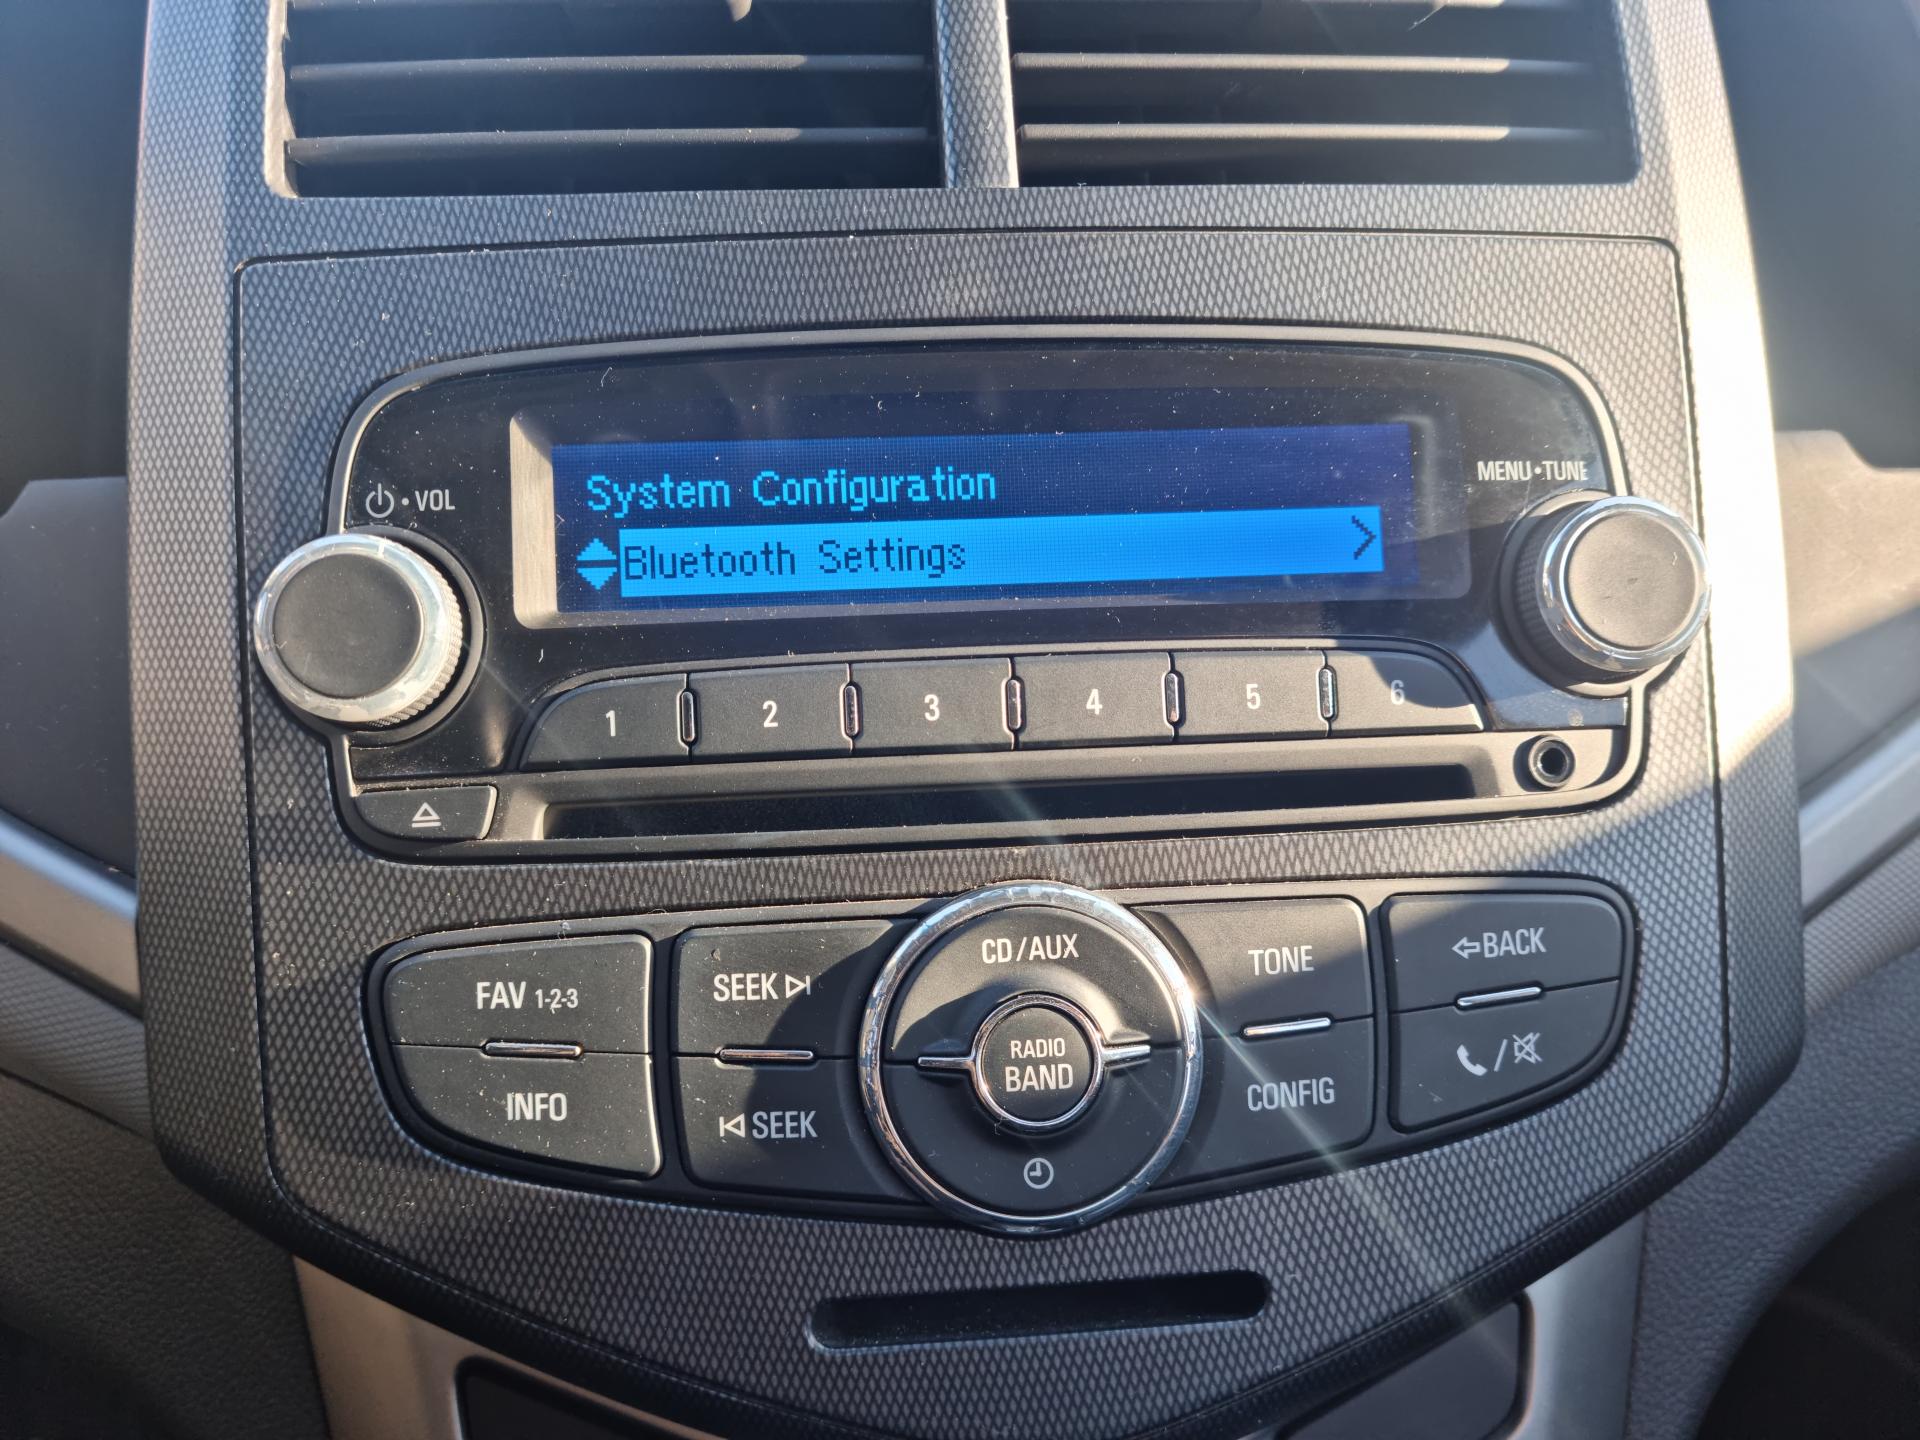 System Configuration
Bluetooth Settings
• VOL
MENU•TUNE
1 2 3 4 5 6
FAV 1-2-3
INFO
SEEK
SEEK
CD/AUX
RADIO
BAND
TONE
CONFIG
BACK
/